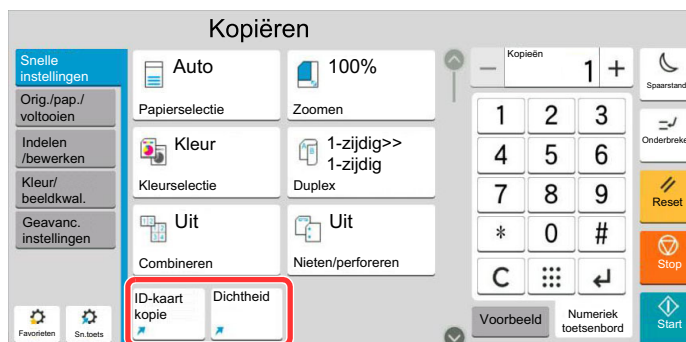 Kopiëren
Snelle
instellingen
Orig./pap./
voltooien
Indelen
/bewerken
Kleur/
beeldkwal.
Geavanc.
instellingen
Favorieten
Sn.toets
Auto
Papierselectie
100%
Zoomen
Kleur
Kleurselectie
1-zijdig>>
1-zijdig
Duplex
Uit
Combineren
Uit
Nieten/perforeren
ID-kaart
kopie
Dichtheid
Kopieën
− 1 +
1 2 3
4 5 6
7 8 9
* 0 #
C
Voorbeeld
Numeriek
toetsenbord
Spaarstand
Onderbreke
Reset
Stop
Start